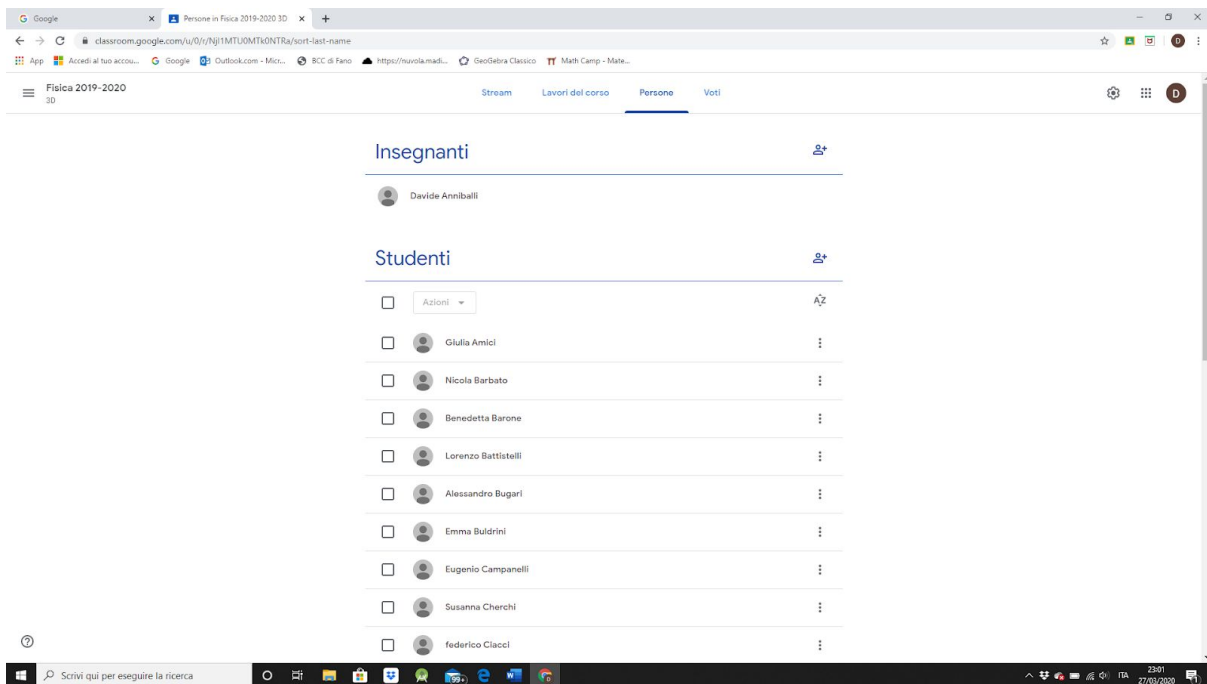 Google
Persone in Fisica 2019-2020 3D
classroom.google.com/u/0/r/NjI1MTU0MTk0NTRa/sort-last-name
D
App Accedi al tuo accou... Google Outlook.com - Micr... BCC di Fano https://nuvola.madi... GeoGebra Classico Math Camp - Mate...
Fisica 2019-2020
3D
Stream Lavori del corso Persone Voti
D
Insegnanti
Davide Anniballi
Studenti
Azioni
AZ
Giulia Amici
Nicola Barbato
Benedetta Barone
Lorenzo Battistelli
Alessandro Bugari
Emma Buldrini
Eugenio Campanelli
Susanna Cherchi
federico Ciacci
Scrivi qui per eseguire la ricerca
99+
ITA
23:01
27/03/2020